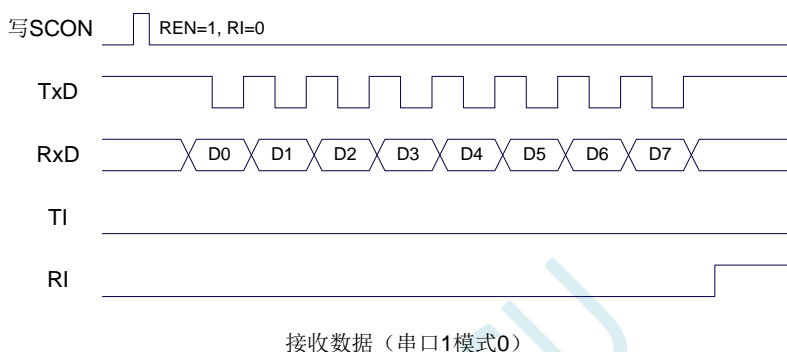 写SCON REN=1, RI=0
TxD
RxD D0 D1 D2 D3 D4 D5 D6 D7
TI
RI
接收数据（串口1模式0）